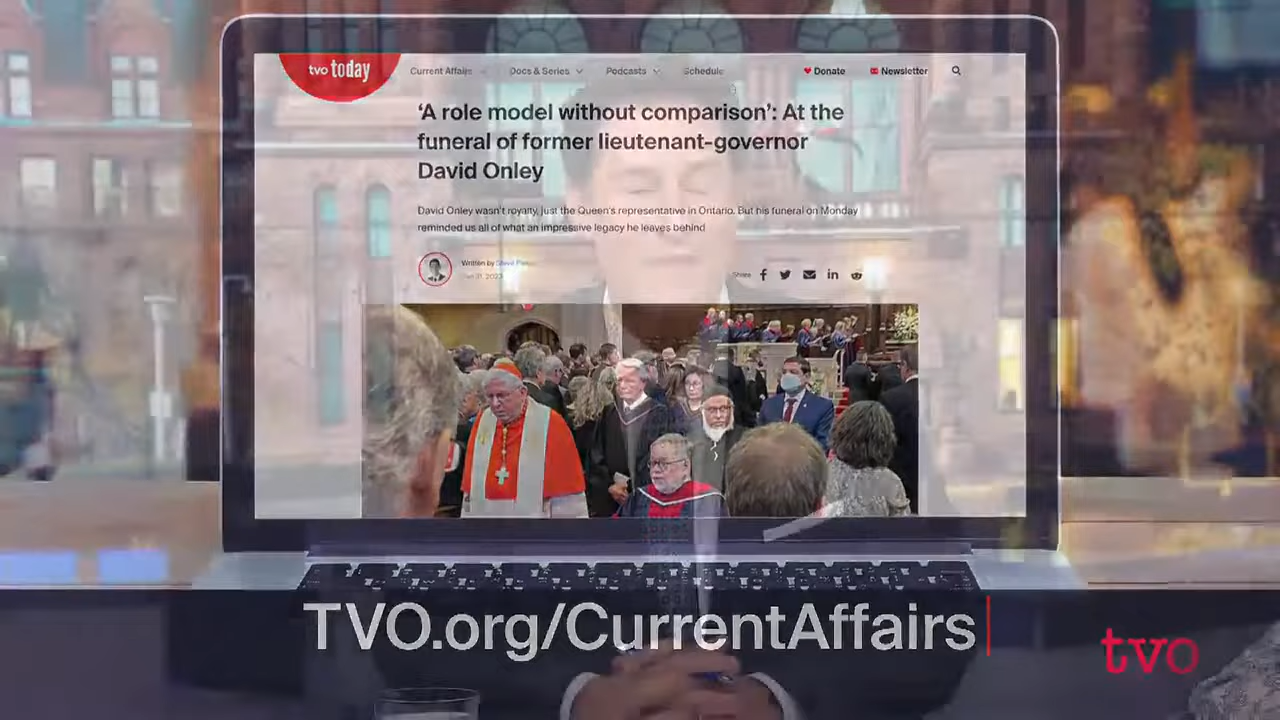 tvo today
Current Affairs
Docs & Series
Podcasts
Schedule
Donate
Newsletter
‘A role model without comparison’: At the
funeral of former lieutenant-governor
David Onley
David Onley wasn't royalty, just the Queen's representative in Ontario. But his funeral on Monday
reminded us all of what an impressive legacy he leaves behind
Written by Steve
Share
TVO.org/CurrentAffairs
tvo